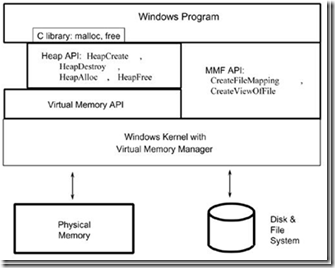 Windows Program
C library: malloc, free
Heap API: HeapCreate ,
HeapDestroy ,
HeapAlloc , HeapFree
MMF API:
CreateFileMapping ,
CreateViewOfFile
Virtual Memory API
Windows Kernel with
Virtual Memory Manager
Physical
Memory
Disk &
File
System